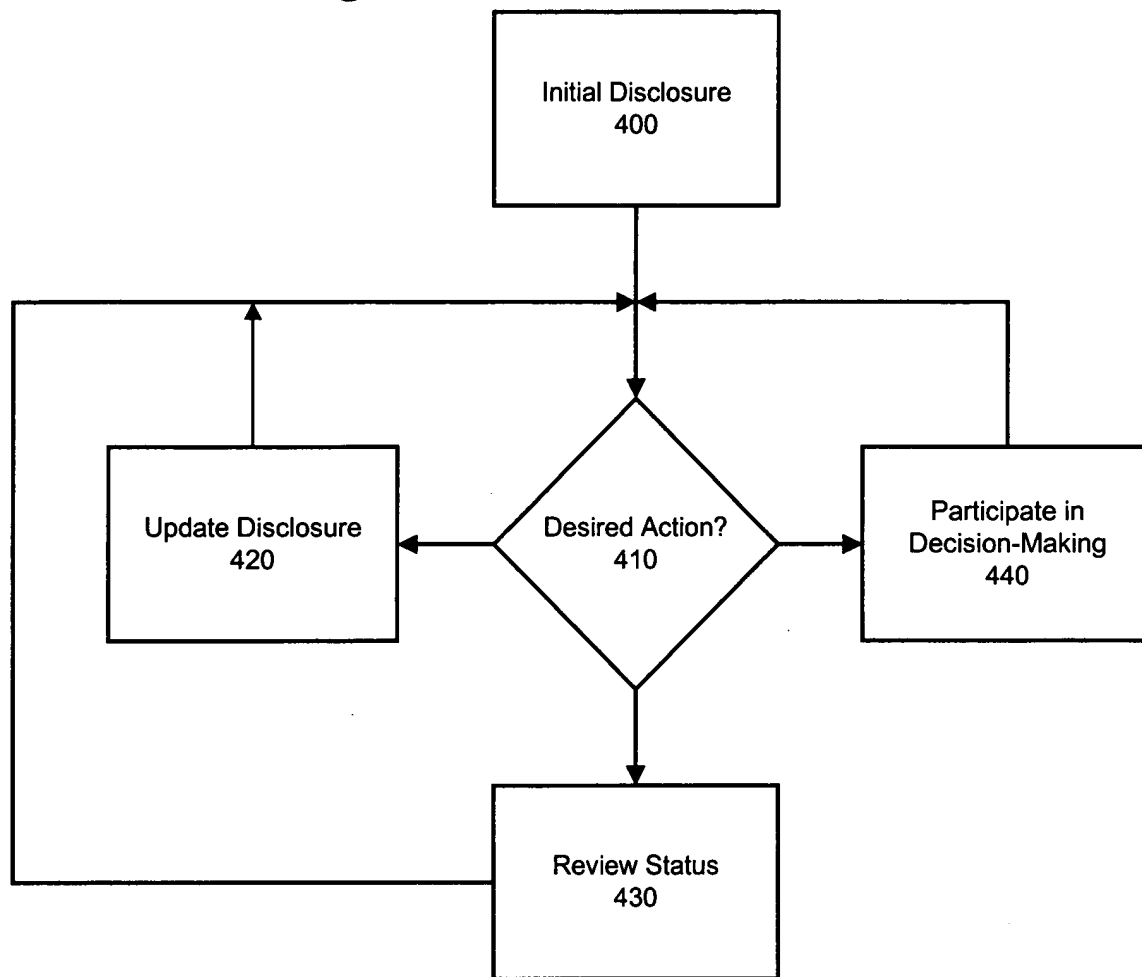 Initial Disclosure
400
Update Disclosure
420
Desired Action?
410
Participate in
Decision-Making
440
Review Status
430